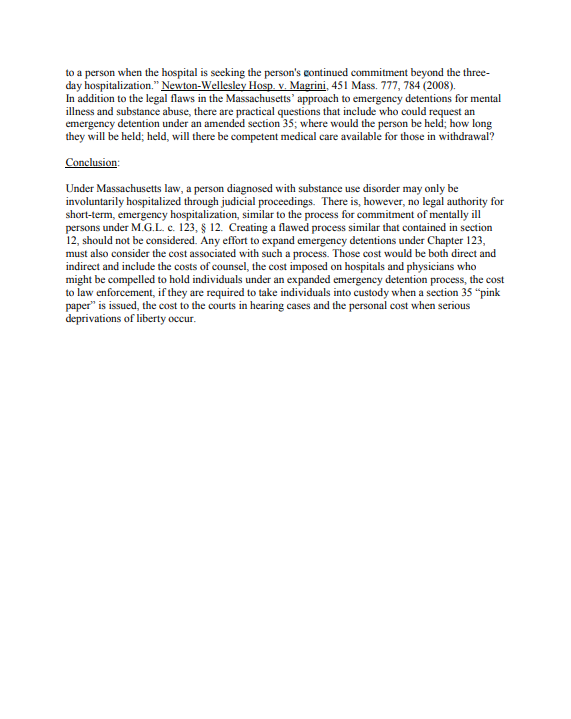 to a person when the hospital is seeking the person's continued commitment beyond the three-
day hospitalization.” Newton-Wellesley Hosp. v. Magrini, 451 Mass. 777, 784 (2008).
In addition to the legal flaws in the Massachusetts’ approach to emergency detentions for mental
illness and substance abuse, there are practical questions that include who could request an
emergency detention under an amended section 35; where would the person be held; how long
they will be held; held, will there be competent medical care available for those in withdrawal?
Conclusion:
Under Massachusetts law, a person diagnosed with substance use disorder may only be
involuntarily hospitalized through judicial proceedings. There is, however, no legal authority for
short-term, emergency hospitalization, similar to the process for commitment of mentally ill
persons under M.G.L. c. 123, § 12. Creating a flawed process similar that contained in section
12, should not be considered. Any effort to expand emergency detentions under Chapter 123,
must also consider the cost associated with such a process. Those cost would be both direct and
indirect and include the costs of counsel, the cost imposed on hospitals and physicians who
might be compelled to hold individuals under an expanded emergency detention process, the cost
to law enforcement, if they are required to take individuals into custody when a section 35 “pink
paper” is issued, the cost to the courts in hearing cases and the personal cost when serious
deprivations of liberty occur.